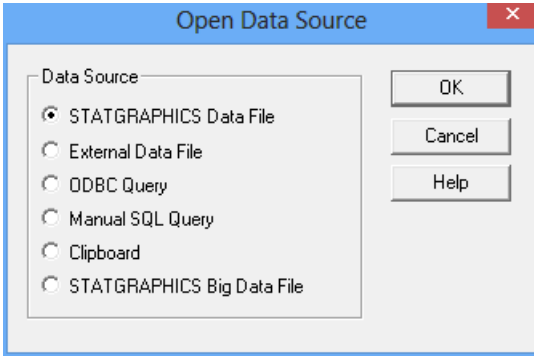 Open Data Source
Data Source
STATGRAPHICS Data File
External Data File
ODBC Query
Manual SQL Query
Clipboard
STATGRAPHICS Big Data File
OK
Cancel
Help